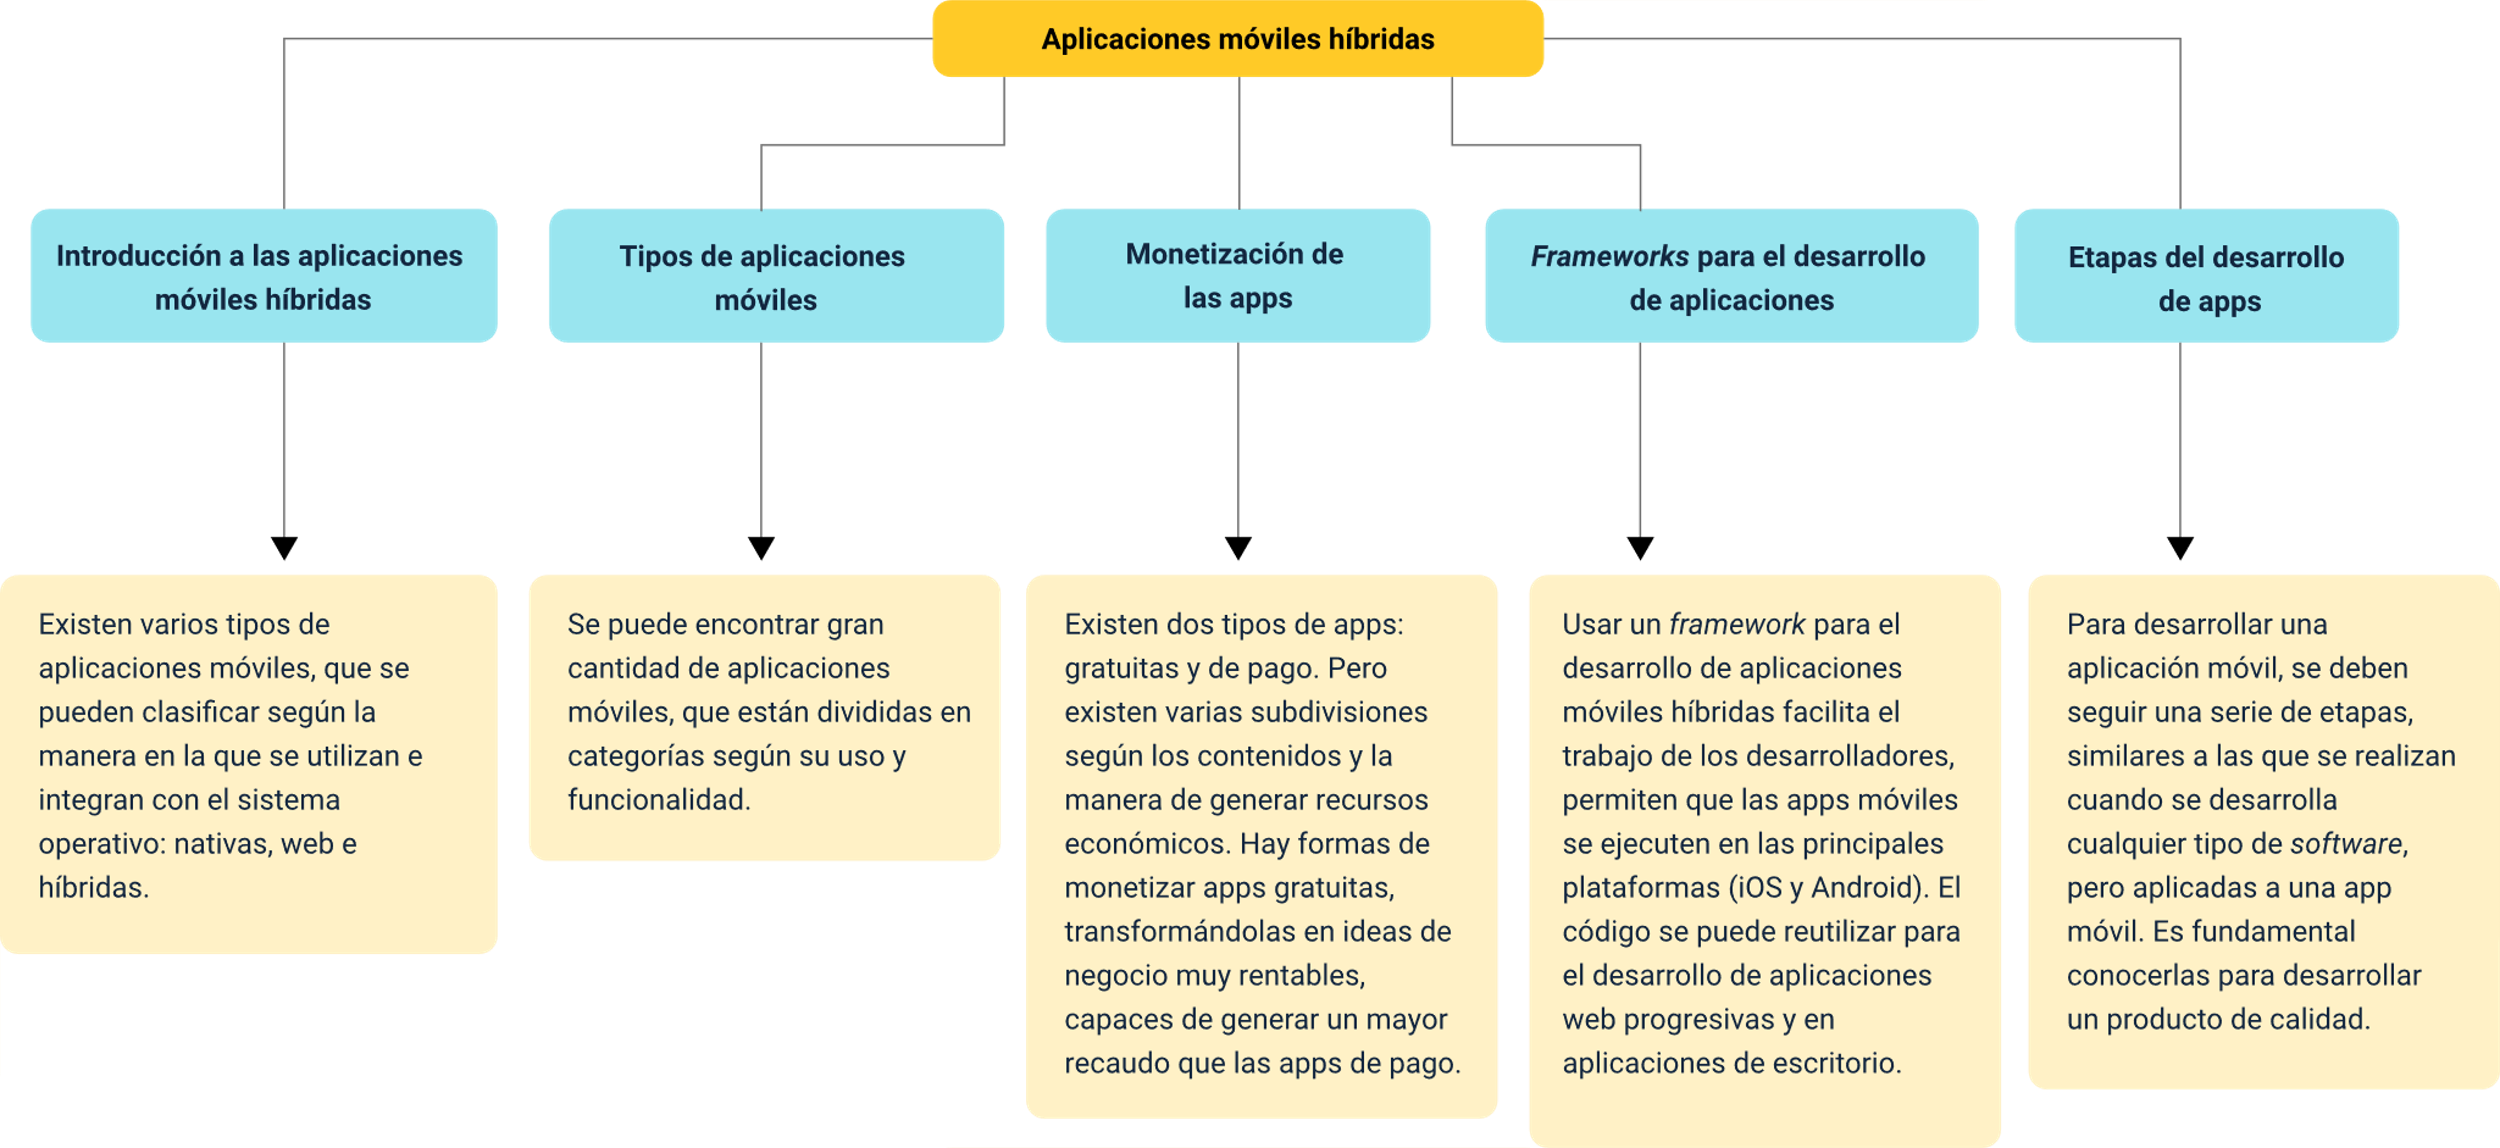 Aplicaciones móviles híbridas
Introducción a las aplicaciones
móviles híbridas
Tipos de aplicaciones
móviles
Monetización de
las apps
Frameworks para el desarrollo
de aplicaciones
Etapas del desarrollo
de apps
Existen varios tipos de
aplicaciones móviles, que se
pueden clasificar según la
manera en la que se utilizan e
integran con el sistema
operativo: nativas, web e
híbridas.
Se puede encontrar gran
cantidad de aplicaciones
móviles, que están divididas en
categorías según su uso y
funcionalidad.
Existen dos tipos de apps:
gratuitas y de pago. Pero
existen varias subdivisiones
según los contenidos y la
manera de generar recursos
económicos. Hay formas de
monetizar apps gratuitas,
transformándolas en ideas de
negocio muy rentables,
capaces de generar un mayor
recaudo que las apps de pago.
Usar un framework para el
desarrollo de aplicaciones
móviles híbridas facilita el
trabajo de los desarrolladores,
permiten que las apps móviles
se ejecuten en las principales
plataformas (iOS y Android). El
código se puede reutilizar para
el desarrollo de aplicaciones
web progresivas y en
aplicaciones de escritorio.
Para desarrollar una
aplicación móvil, se deben
seguir una serie de etapas,
similares a las que se realizan
cuando se desarrolla
cualquier tipo de software,
pero aplicadas a una app
móvil. Es fundamental
conocerlas para desarrollar
un producto de calidad.